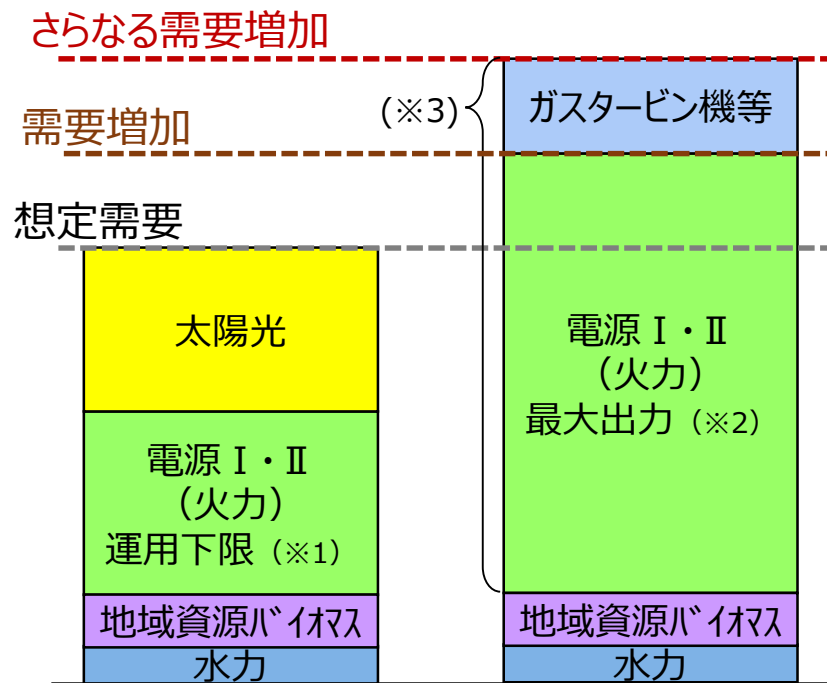 さらなる需要増加
需要増加
想定需要
太陽光
電源Ⅰ・Ⅱ
（火力）
運用下限（※1）
地域資源ﾊﾞｲｵﾏｽ
水力
(※3)
ガスタービン機等
電源Ⅰ・Ⅱ
（火力）
最大出力（※2）
地域資源ﾊﾞｲｵﾏｽ
水力